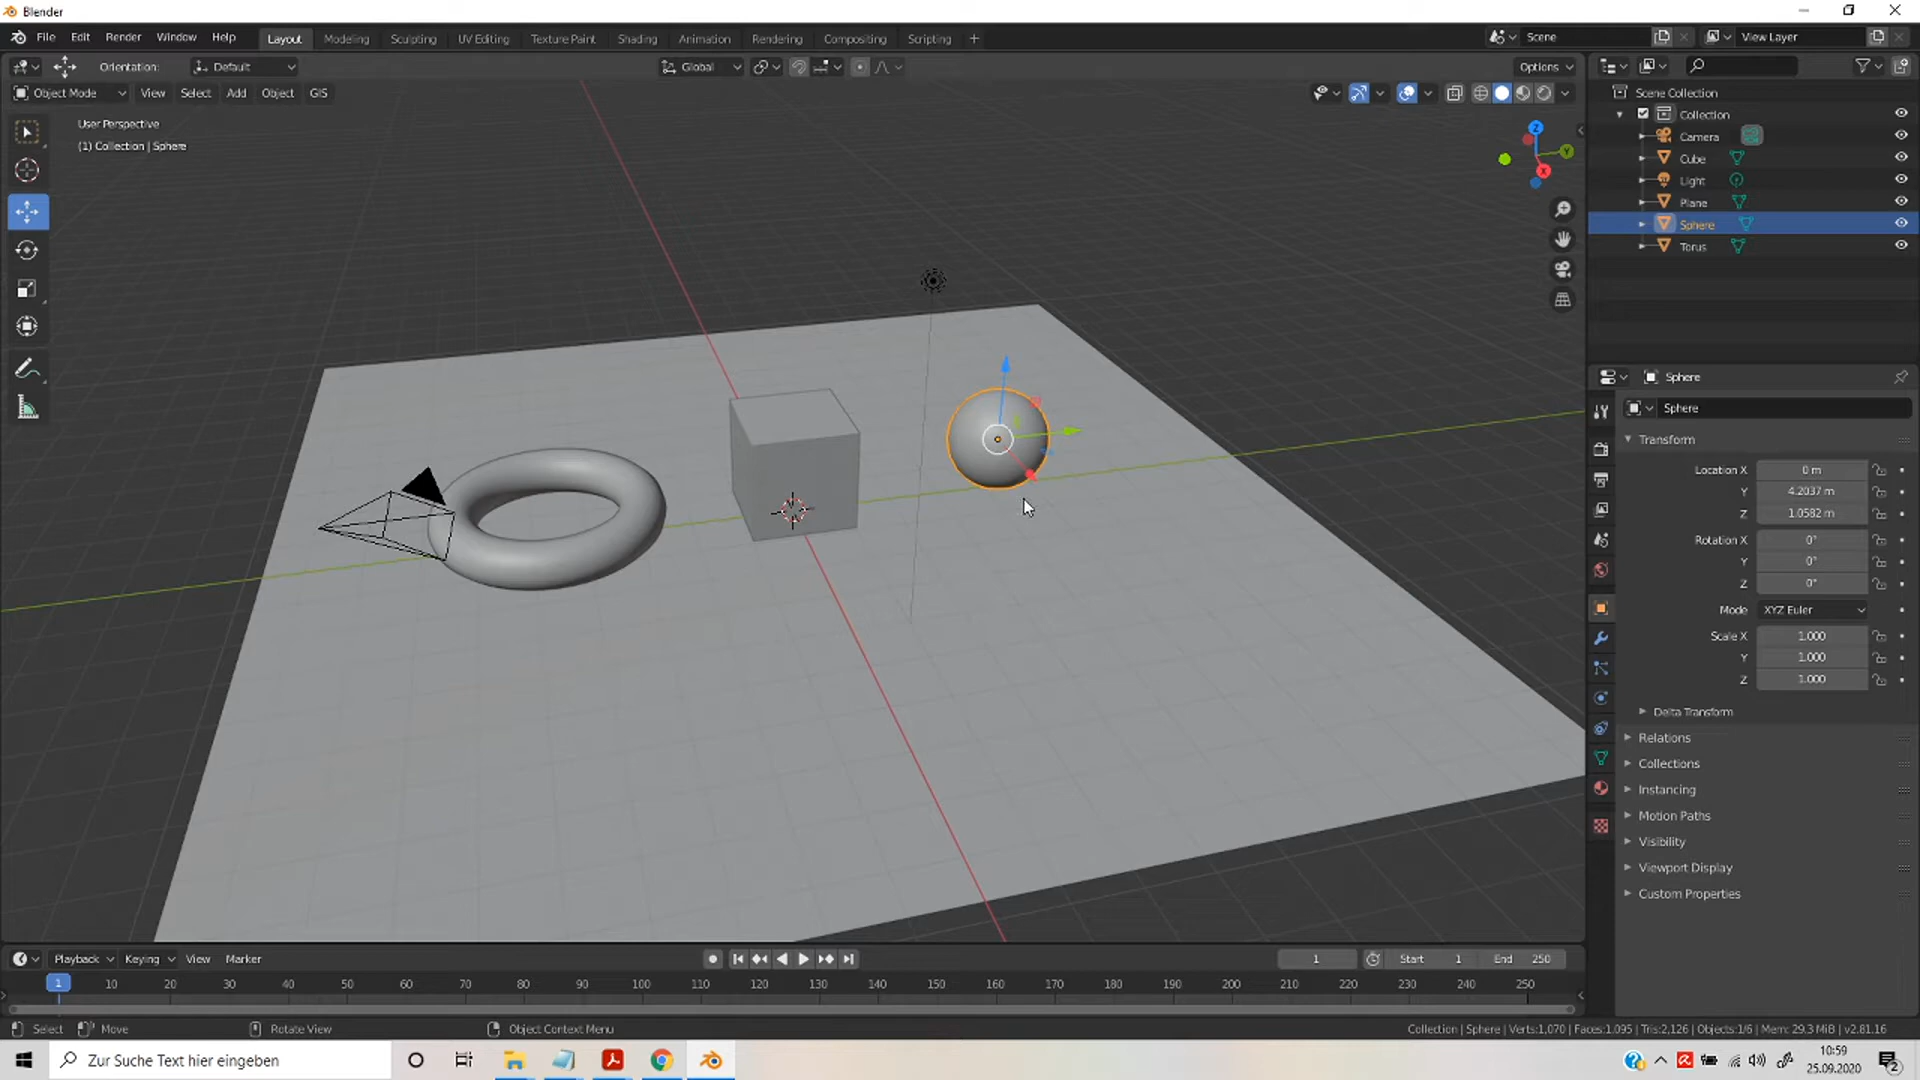 Blender
File Edit Render Window Help Layout Modeling Sculpting UV Editing Texture Paint Shading Animation Rendering Compositing Scripting + Scene View Layer
Orientation: Default Global Options
Object Mode View Select Add Object GIS
User Perspective
(1) Collection | Sphere
Z
Y
X
Scene Collection
Collection
Camera
Cube
Light
Plane
Sphere
Torus
Sphere
Sphere
Transform
Location X 0 m
Y 4.2037 m
Z 1.0582 m
Rotation X 0°
Y 0°
Z 0°
Mode XYZ Euler
Scale X 1.000
Y 1.000
Z 1.000
Delta Transform
Relations
Collections
Instancing
Motion Paths
Visibility
Viewport Display
Custom Properties
Playback Keying View Marker 1 Start 1 End 250
1 10 20 30 40 50 60 70 80 90 100 110 120 130 140 150 160 170 180 190 200 210 220 230 240 250
Select Move Rotate View Object Context Menu Collection | Sphere | Verts:1,070 | Faces:1,095 | Tris:2,126 | Objects:1/6 | Mem: 29.3 MiB | v2.81.16
Zur Suche Text hier eingeben
10:59
25.09.2020
2